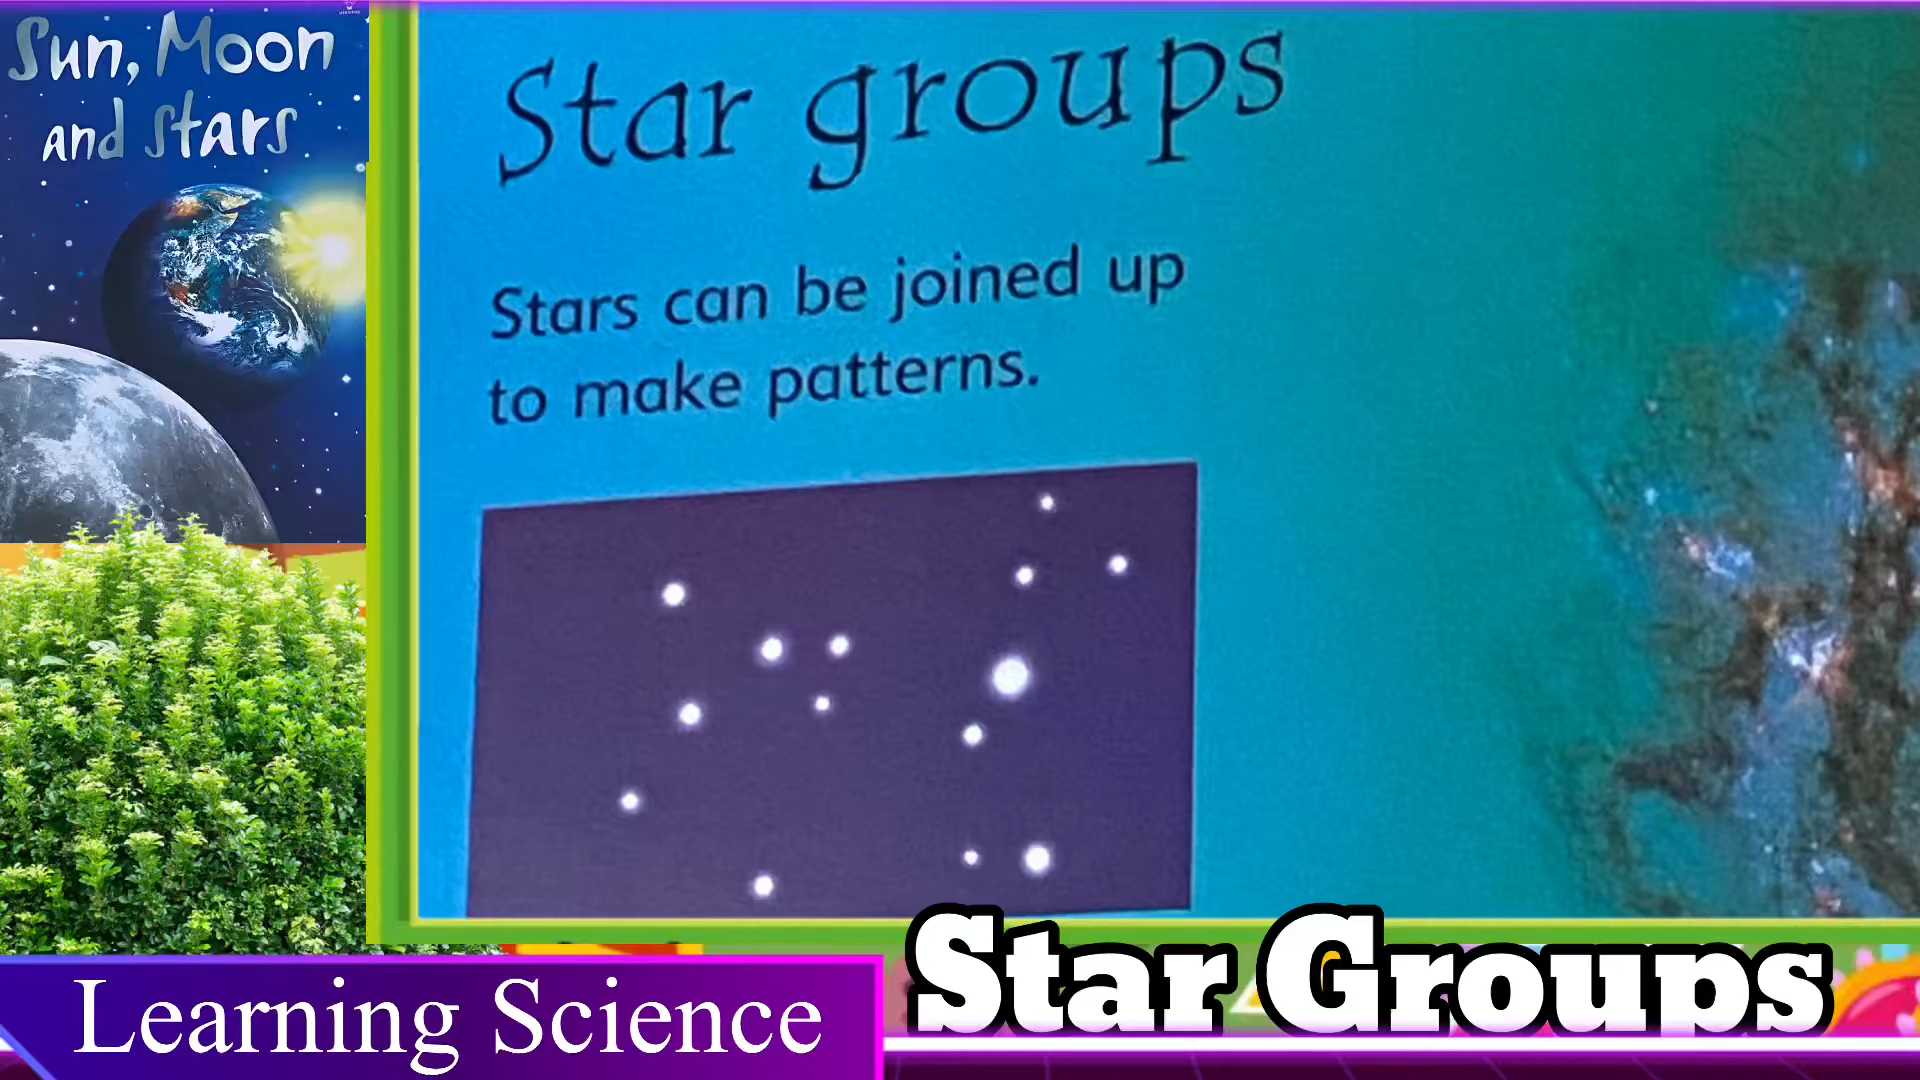 Sun, Moon
and Stars
Star groups
Stars can be joined up
to make patterns.
Learning Science
Star Groups